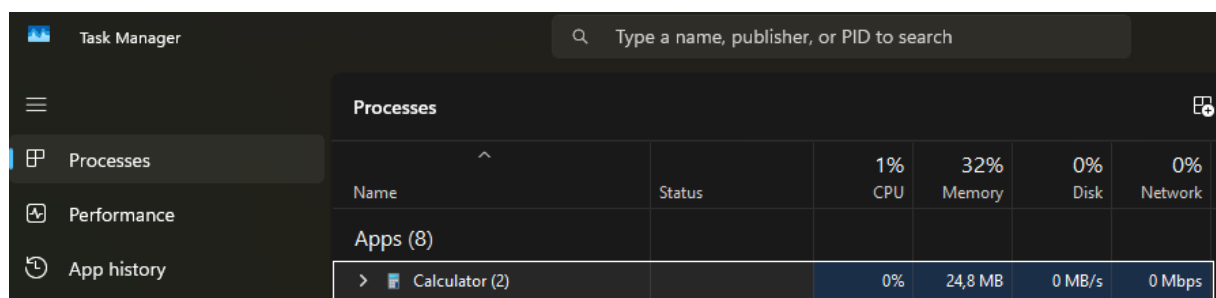 Task Manager
Type a name, publisher, or PID to search
Processes
Performance
App history
Processes
1% 32% 0% 0%
Name Status CPU Memory Disk Network
Apps (8)
Calculator (2) 0% 24,8 MB 0 MB/s 0 Mbps